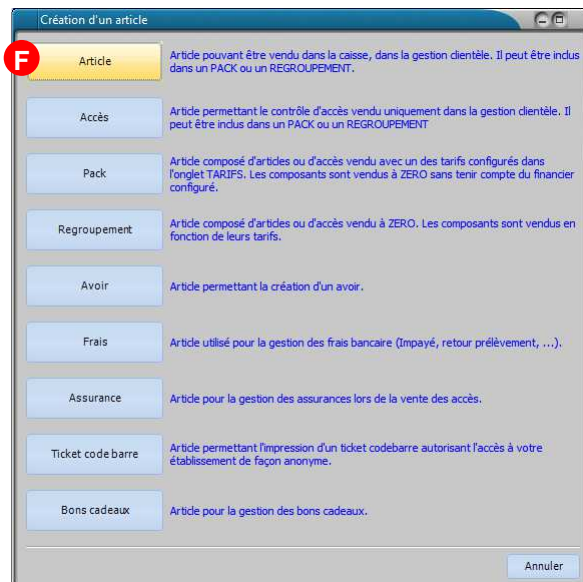 Création d'un article
F
Article
Article pouvant être vendu dans la caisse, dans la gestion clientèle. Il peut être inclus
dans un PACK ou un REGROUPEMENT.
Accès
Article permettant le contrôle d'accès vendu uniquement dans la gestion clientèle. Il
peut être inclus dans un PACK ou un REGROUPEMENT
Pack
Article composé d'articles ou d'accès vendu avec un des tarifs configurés dans
l'onglet TARIFS. Les composants sont vendus à ZERO sans tenir compte du financier
configuré.
Regroupement
Article composé d'articles ou d'accès vendu à ZERO. Les composants sont vendus en
fonction de leurs tarifs.
Avoir
Article permettant la création d'un avoir.
Frais
Article utilisé pour la gestion des frais bancaire (Impayé, retour prélèvement, ...).
Assurance
Article pour la gestion des assurances lors de la vente des accès.
Ticket code barre
Article permettant l'impression d'un ticket codebarre autorisant l'accès à votre
établissement de façon anonyme.
Bons cadeaux
Article pour la gestion des bons cadeaux.
Annuler